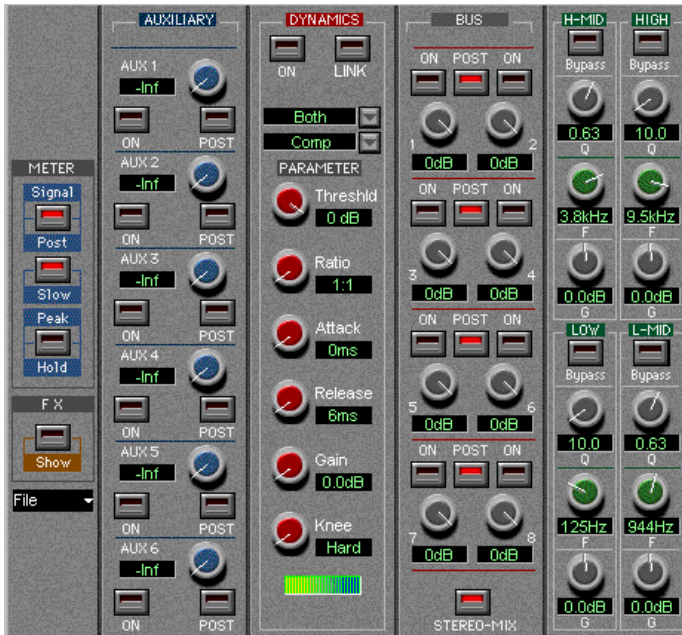 METER
Signal
Post
Slow
Peak
Hold
FX
Show
File
AUXILIARY
AUX 1
-Inf
ON POST
AUX 2
-Inf
ON POST
AUX 3
-Inf
ON POST
AUX 4
-Inf
ON POST
AUX 5
-Inf
ON POST
AUX 6
-Inf
ON POST
DYNAMICS
ON LINK
Both
Comp
PARAMETER
Threshld
0 dB
Ratio
1:1
Attack
0ms
Release
6ms
Gain
0.0dB
Knee
Hard
BUS
ON POST ON
1 2
0dB 0dB
ON POST ON
3 4
0dB 0dB
ON POST ON
5 6
0dB 0dB
ON POST ON
7 8
0dB 0dB
STEREO-MIX
H-MID HIGH
Bypass Bypass
0.63 10.0
Q Q
3.8kHz 9.5kHz
F F
0.0dB 0.0dB
G G
LOW L-MID
Bypass Bypass
10.0 0.63
Q Q
125Hz 944Hz
F F
0.0dB 0.0dB
G G